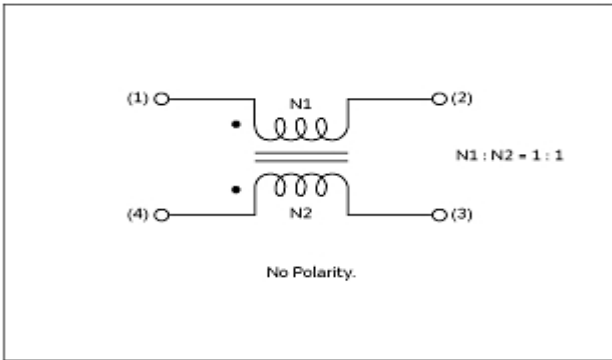 (1)
N1
(2)
N1 : N2 = 1 : 1
(4)
N2
(3)
No Polarity.